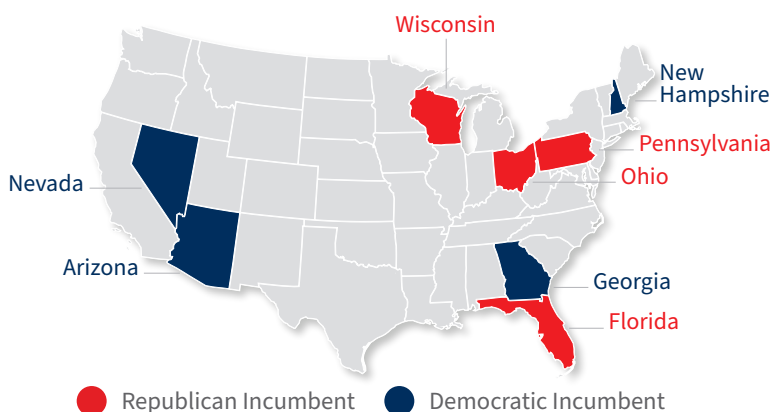 Wisconsin
New
Hampshire
Pennsylvania
Ohio
Nevada
Arizona
Georgia
Florida
Republican Incumbent
Democratic Incumbent